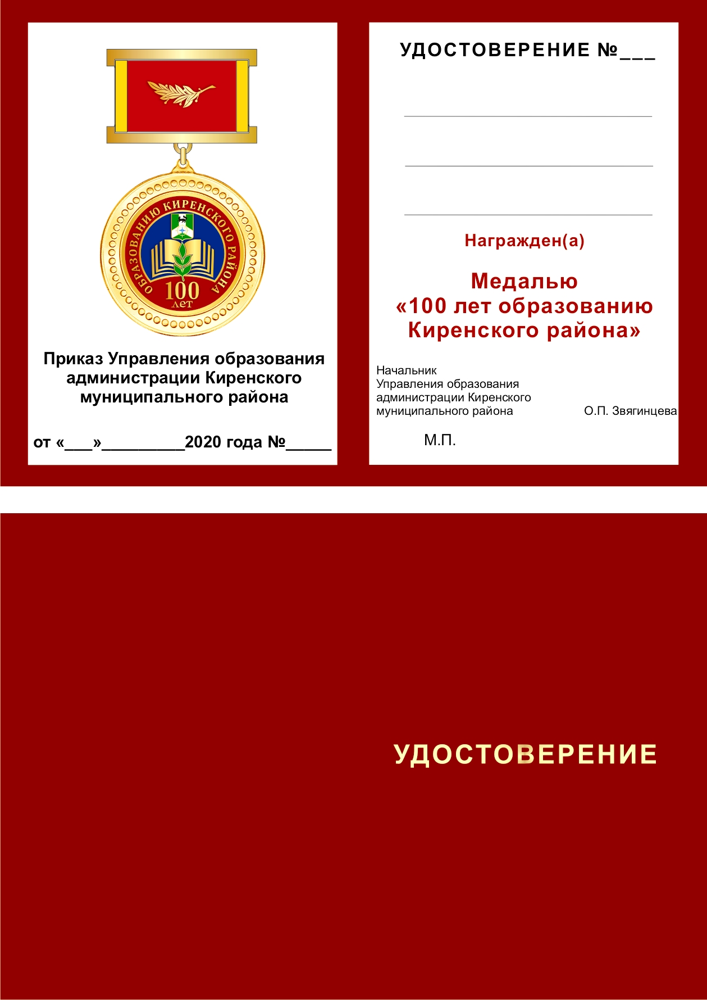 ОБРАЗОВАНИЮ КИРЕНСКОГО РАЙОНА
100
лет
Приказ Управления образования
администрации Киренского
муниципального района
от «___»_________2020 года №_____
УДОСТОВЕРЕНИЕ №___
Награжден(а)
Медалью
«100 лет образованию
Киренского района»
Начальник
Управления образования
администрации Киренского
муниципального района О.П. Звягинцева
М.П.
УДОСТОВЕРЕНИЕ